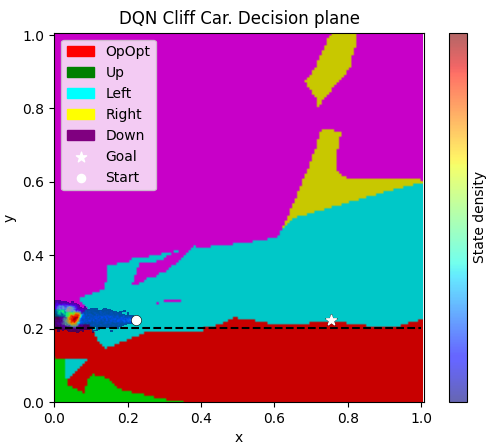 DQN Cliff Car. Decision plane
OpOpt
Up
Left
Right
Down
Goal
Start
1.0
0.8
0.6
0.4
0.2
0.0
y
0.0 0.2 0.4 0.6 0.8 1.0
x
State density